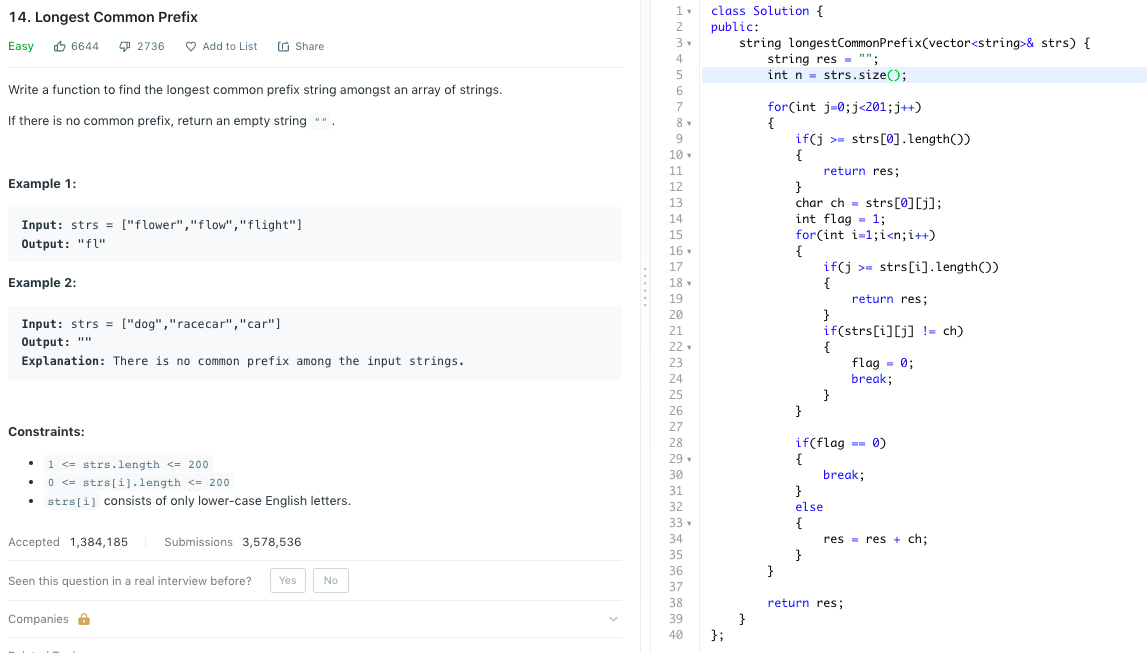 14. Longest Common Prefix
Easy 6644 2736 Add to List Share
Write a function to find the longest common prefix string amongst an array of strings.
If there is no common prefix, return an empty string "".
Example 1:
Input: strs = ["flower","flow","flight"]
Output: "fl"
Example 2:
Input: strs = ["dog","racecar","car"]
Output: ""
Explanation: There is no common prefix among the input strings.
Constraints:
• 1 <= strs.length <= 200
• 0 <= strs[i].length <= 200
• strs[i] consists of only lower-case English letters.
Accepted 1,384,185 Submissions 3,578,536
Seen this question in a real interview before? Yes No
Companies
1 class Solution {
2 public:
3     string longestCommonPrefix(vector<string>& strs) {
4         string res = "";
5         int n = strs.size();
6
7         for(int j=0;j<201;j++)
8         {
9             if(j >= strs[0].length())
10             {
11                 return res;
12             }
13             char ch = strs[0][j];
14             int flag = 1;
15             for(int i=1;i<n;i++)
16             {
17                 if(j >= strs[i].length())
18                 {
19                     return res;
20                 }
21                 if(strs[i][j] != ch)
22                 {
23                     flag = 0;
24                     break;
25                 }
26             }
27
28             if(flag == 0)
29             {
30                 break;
31             }
32             else
33             {
34                 res = res + ch;
35             }
36         }
37
38         return res;
39     }
40 };